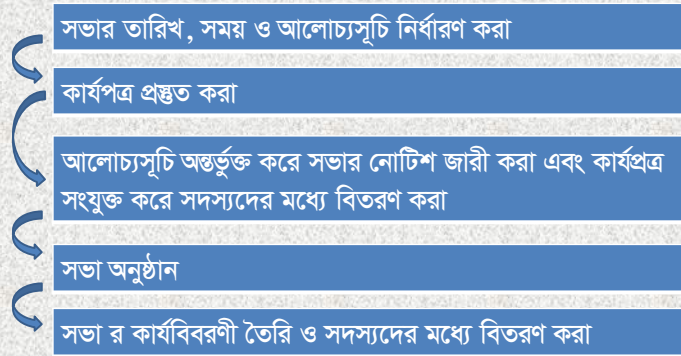 সভার তারিখ, সময় ও আলোচ্যসূচি নির্ধারণ করা
কার্যপত্র প্রস্তুত করা
আলোচ্যসূচি অন্তর্ভুক্ত করে সভার নোটিশ জারী করা এবং কার্যপ্রত্র
সংযুক্ত করে সদস্যদের মধ্যে বিতরণ করা
সভা অনুষ্ঠান
সভা র কার্যবিবরণী তৈরি ও সদস্যদের মধ্যে বিতরণ করা